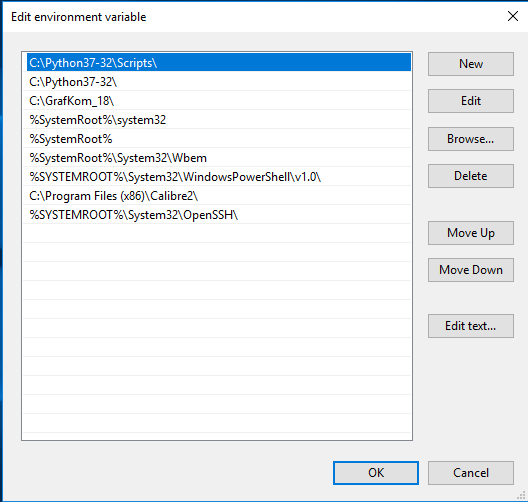 Edit environment variable
C:\Python37-32\Scripts\
C:\Python37-32\
C:\GrafKom_18\
%SystemRoot%\system32
%SystemRoot%
%SystemRoot%\System32\Wbem
%SYSTEMROOT%\System32\WindowsPowerShell\v1.0\
C:\Program Files (x86)\Calibre2\
%SYSTEMROOT%\System32\OpenSSH\
New
Edit
Browse...
Delete
Move Up
Move Down
Edit text...
OK
Cancel